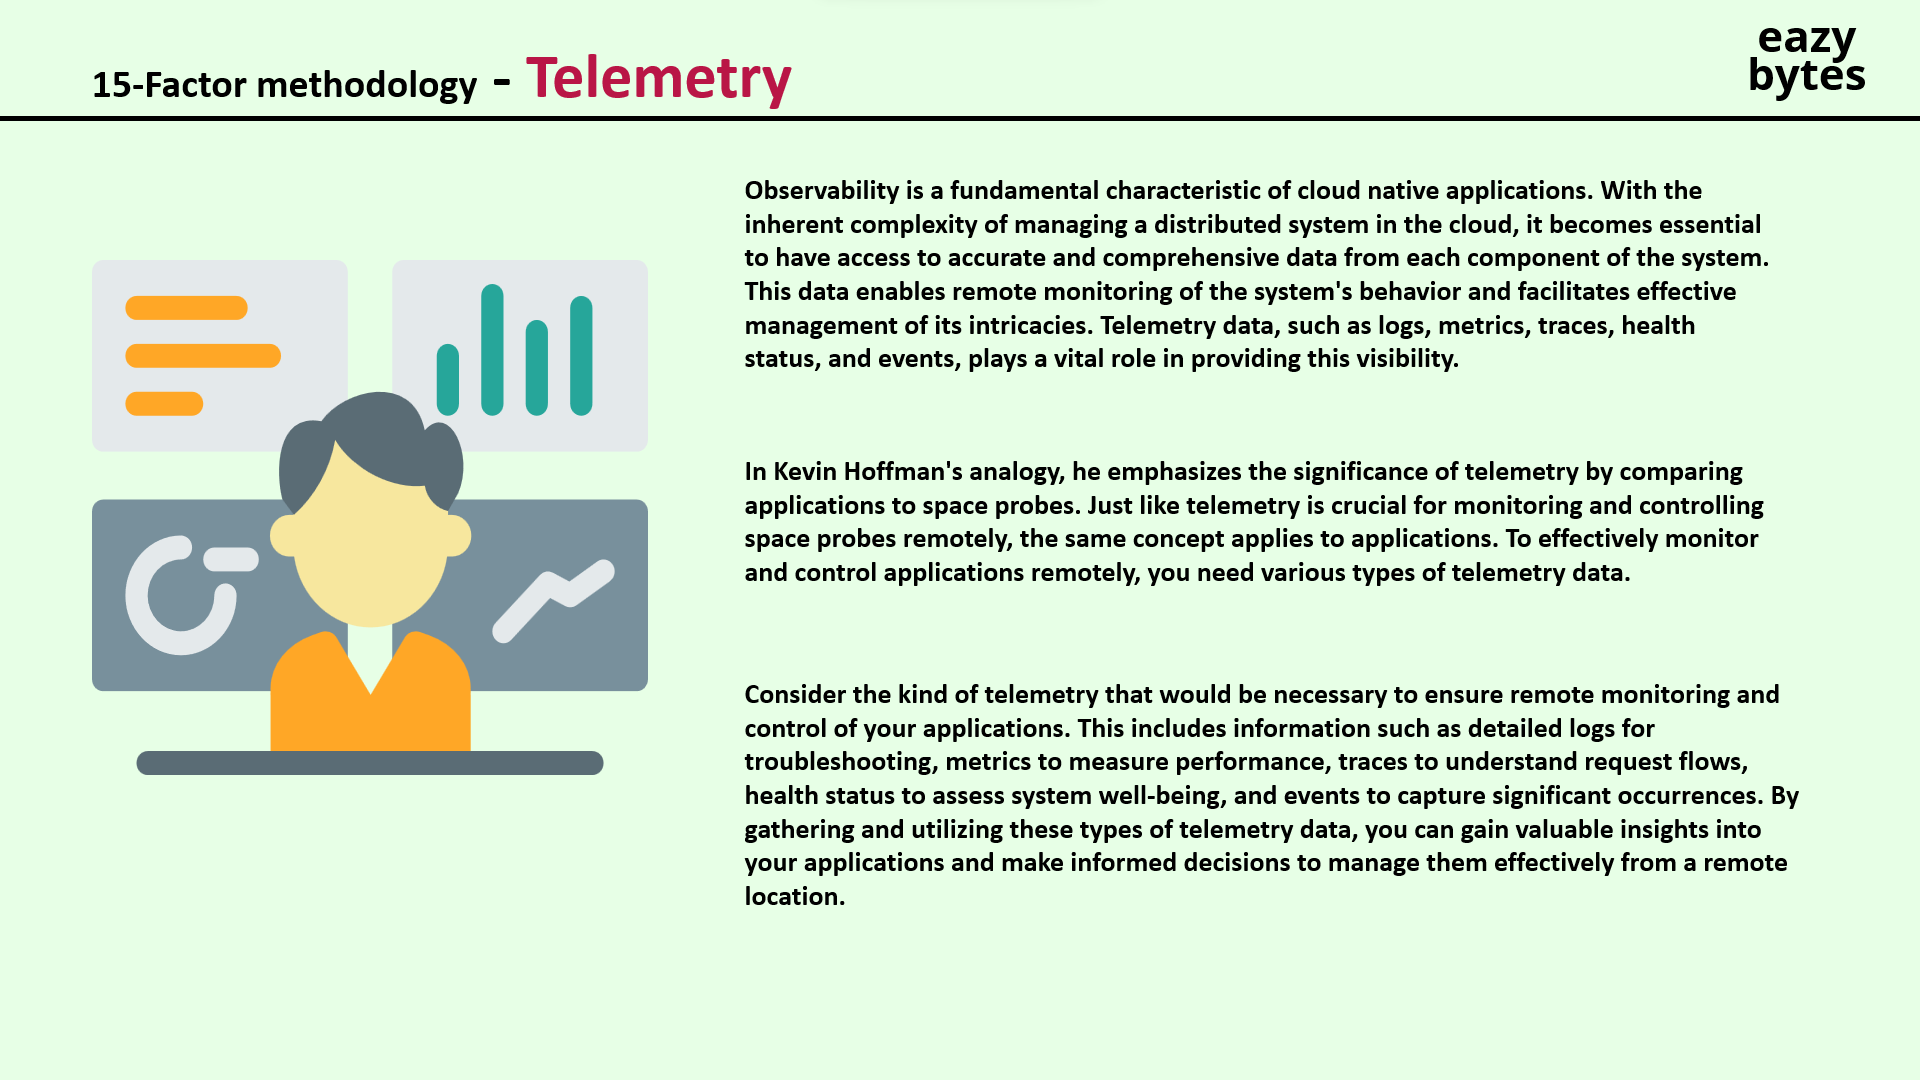 15-Factor methodology - Telemetry
eazy
bytes
Observability is a fundamental characteristic of cloud native applications. With the
inherent complexity of managing a distributed system in the cloud, it becomes essential
to have access to accurate and comprehensive data from each component of the system.
This data enables remote monitoring of the system's behavior and facilitates effective
management of its intricacies. Telemetry data, such as logs, metrics, traces, health
status, and events, plays a vital role in providing this visibility.
In Kevin Hoffman's analogy, he emphasizes the significance of telemetry by comparing
applications to space probes. Just like telemetry is crucial for monitoring and controlling
space probes remotely, the same concept applies to applications. To effectively monitor
and control applications remotely, you need various types of telemetry data.
Consider the kind of telemetry that would be necessary to ensure remote monitoring and
control of your applications. This includes information such as detailed logs for
troubleshooting, metrics to measure performance, traces to understand request flows,
health status to assess system well-being, and events to capture significant occurrences. By
gathering and utilizing these types of telemetry data, you can gain valuable insights into
your applications and make informed decisions to manage them effectively from a remote
location.